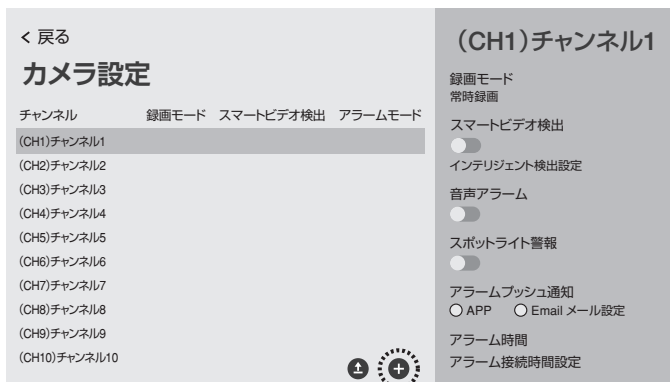 < 戻る
カメラ設定
チャンネル 録画モード スマートビデオ検出 アラームモード
(CH1)チャンネル1
(CH2)チャンネル2
(CH3)チャンネル3
(CH4)チャンネル4
(CH5)チャンネル5
(CH6)チャンネル6
(CH7)チャンネル7
(CH8)チャンネル8
(CH9)チャンネル9
(CH10)チャンネル10
(CH1)チャンネル1
録画モード
常時録画
スマートビデオ検出
インテリジェント検出設定
音声アラーム
スポットライト警報
アラームプッシュ通知
APP Email メール設定
アラーム時間
アラーム接続時間設定